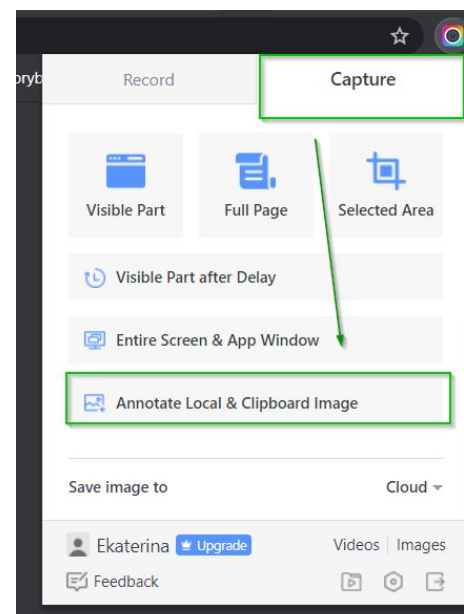 oryb
Record Capture
Visible Part Full Page Selected Area
Visible Part after Delay
Entire Screen & App Window
Annotate Local & Clipboard Image
Save image to Cloud
Ekaterina Upgrade Videos Images
Feedback